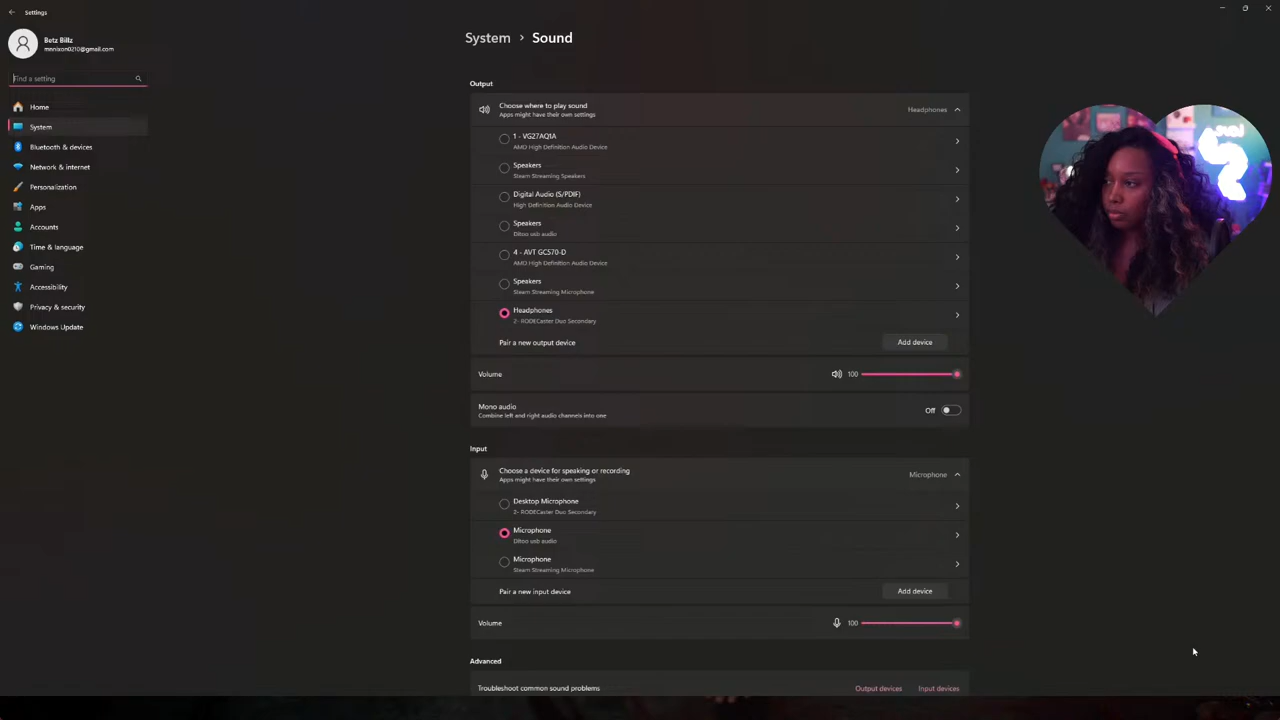 Settings
Betz Billz
mnnixon0210@gmail.com
Find a setting
Home
System
Bluetooth & devices
Network & internet
Personalization
Apps
Accounts
Time & language
Gaming
Accessibility
Privacy & security
Windows Update
System > Sound
Output
Choose where to play sound
Apps might have their own settings
Headphones
1 - VG27AQ1A
AMD High Definition Audio Device
Speakers
Steam Streaming Speakers
Digital Audio (S/PDIF)
High Definition Audio Device
Speakers
Ditoo usb audio
4 - AVT GC570-D
AMD High Definition Audio Device
Speakers
Steam Streaming Microphone
Headphones
2- RODECaster Duo Secondary
Pair a new output device
Add device
Volume
100
Mono audio
Combine left and right audio channels into one
Off
Input
Choose a device for speaking or recording
Apps might have their own settings
Microphone
Desktop Microphone
2- RODECaster Duo Secondary
Microphone
Ditoo usb audio
Microphone
Steam Streaming Microphone
Pair a new input device
Add device
Volume
100
Advanced
Troubleshoot common sound problems
Output devices
Input devices